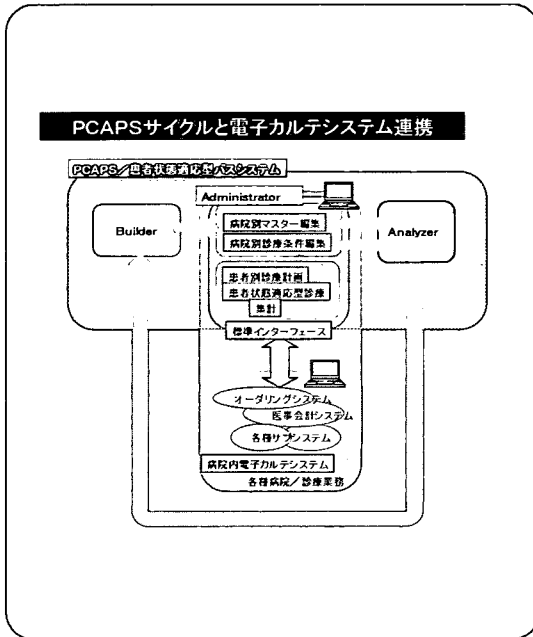 PCAPSサイクルと電子カルテシステム連携
PCAPS／患者状態適応型パスシステム
Administrator
Builder
Analyzer
病院別マスター編集
病院別診療条件編集
患者別診療計画
患者状態適応型診療
集計
標準インターフェース
オーダリングシステム
医事会計システム
各種サブシステム
病院内電子カルテシステム
各種病院／診療業務